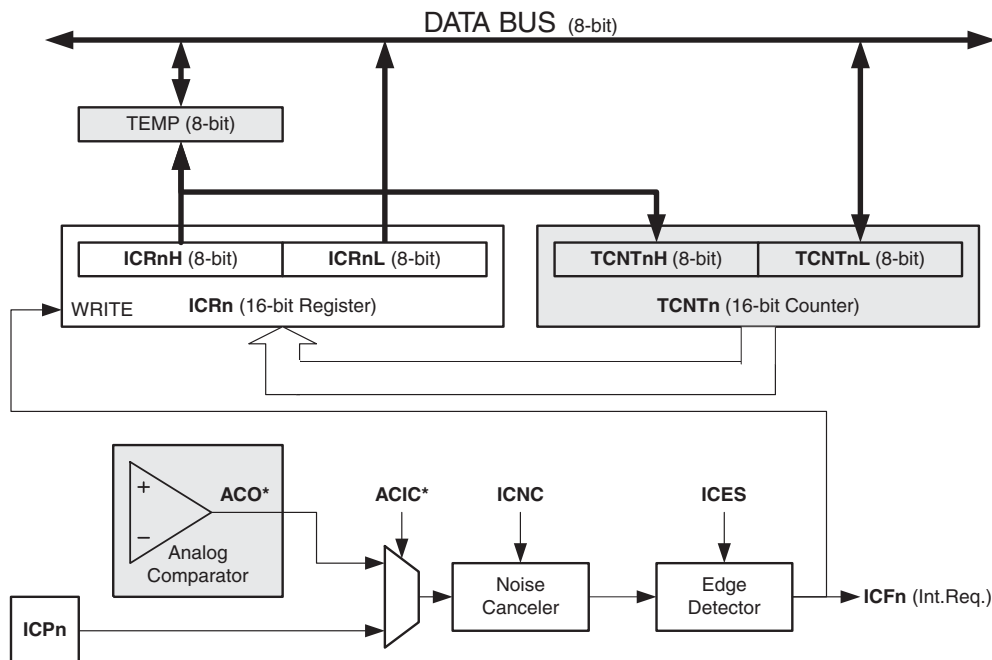 DATA BUS (8-bit)
TEMP (8-bit)
ICRnH (8-bit)
ICRnL (8-bit)
TCNTnH (8-bit)
TCNTnL (8-bit)
WRITE
ICRn (16-bit Register)
TCNTn (16-bit Counter)
+
−
ACO*
Analog
Comparator
ACIC*
ICNC
ICES
Noise
Canceler
Edge
Detector
ICFn (Int.Req.)
ICPn